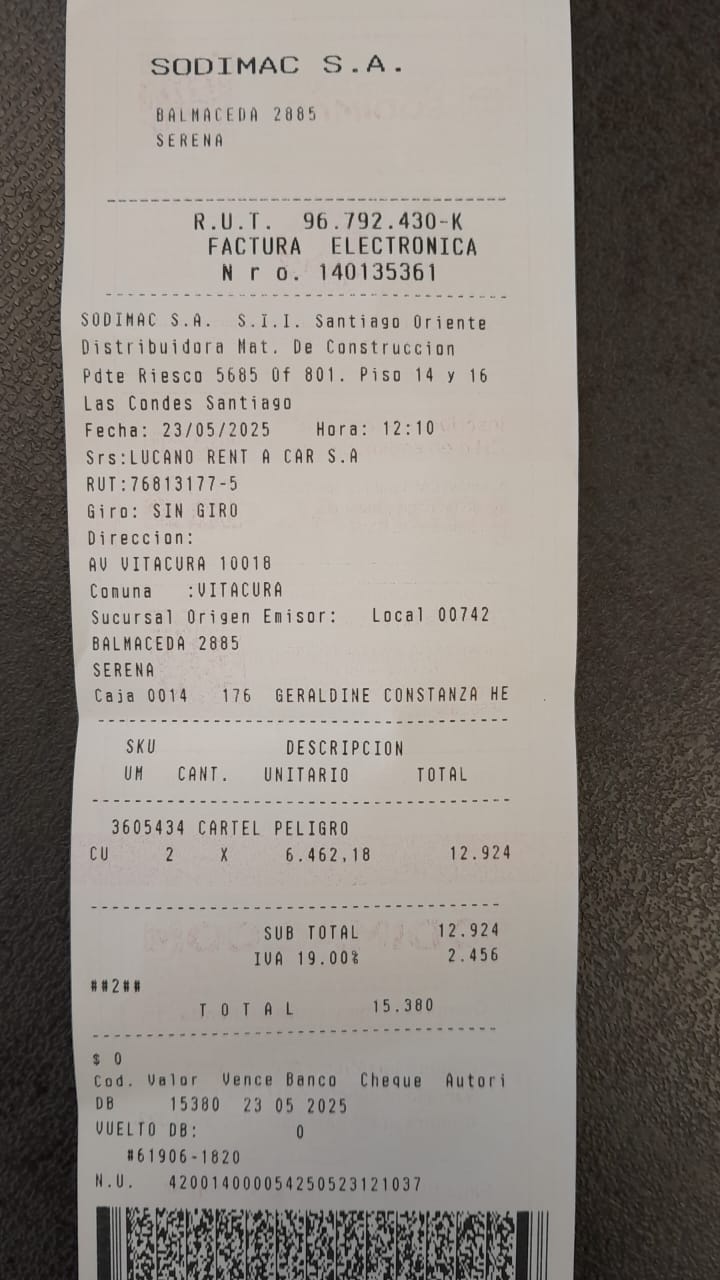 SODIMAC S.A.
BALMACEDA 2885
SERENA
R.U.T. 96.792.430-K
FACTURA ELECTRONICA
N r o. 140135361
SODIMAC S.A. S.I.I. Santiago Oriente
Distribuidora Mat. De Construccion
Pdte Riesco 5685 Of 801. Piso 14 y 16
Las Condes Santiago
Fecha: 23/05/2025 Hora: 12:10
Srs:LUCANO RENT A CAR S.A
RUT:76813177-5
Giro: SIN GIRO
Direccion:
AV VITACURA 10018
Comuna :VITACURA
Sucursal Origen Emisor: Local 00742
BALMACEDA 2885
SERENA
Caja 0014 176 GERALDINE CONSTANZA HE
SKU DESCRIPCION
UM CANT. UNITARIO TOTAL
3605434 CARTEL PELIGRO
CU 2 X 6.462,18 12.924
SUB TOTAL 12.924
IVA 19.00% 2.456
##2##
T O T A L 15.380
$ 0
Cod. Valor Vence Banco Cheque Autori
DB 15380 23 05 2025
VUELTO DB: 0
#61906-1820
N.U. 4200140000542505​23121037